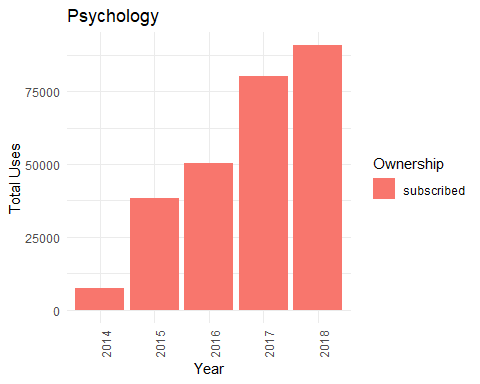 Psychology
Total Uses
75000
50000
25000
0
2014
2015
2016
2017
2018
Year
Ownership
subscribed